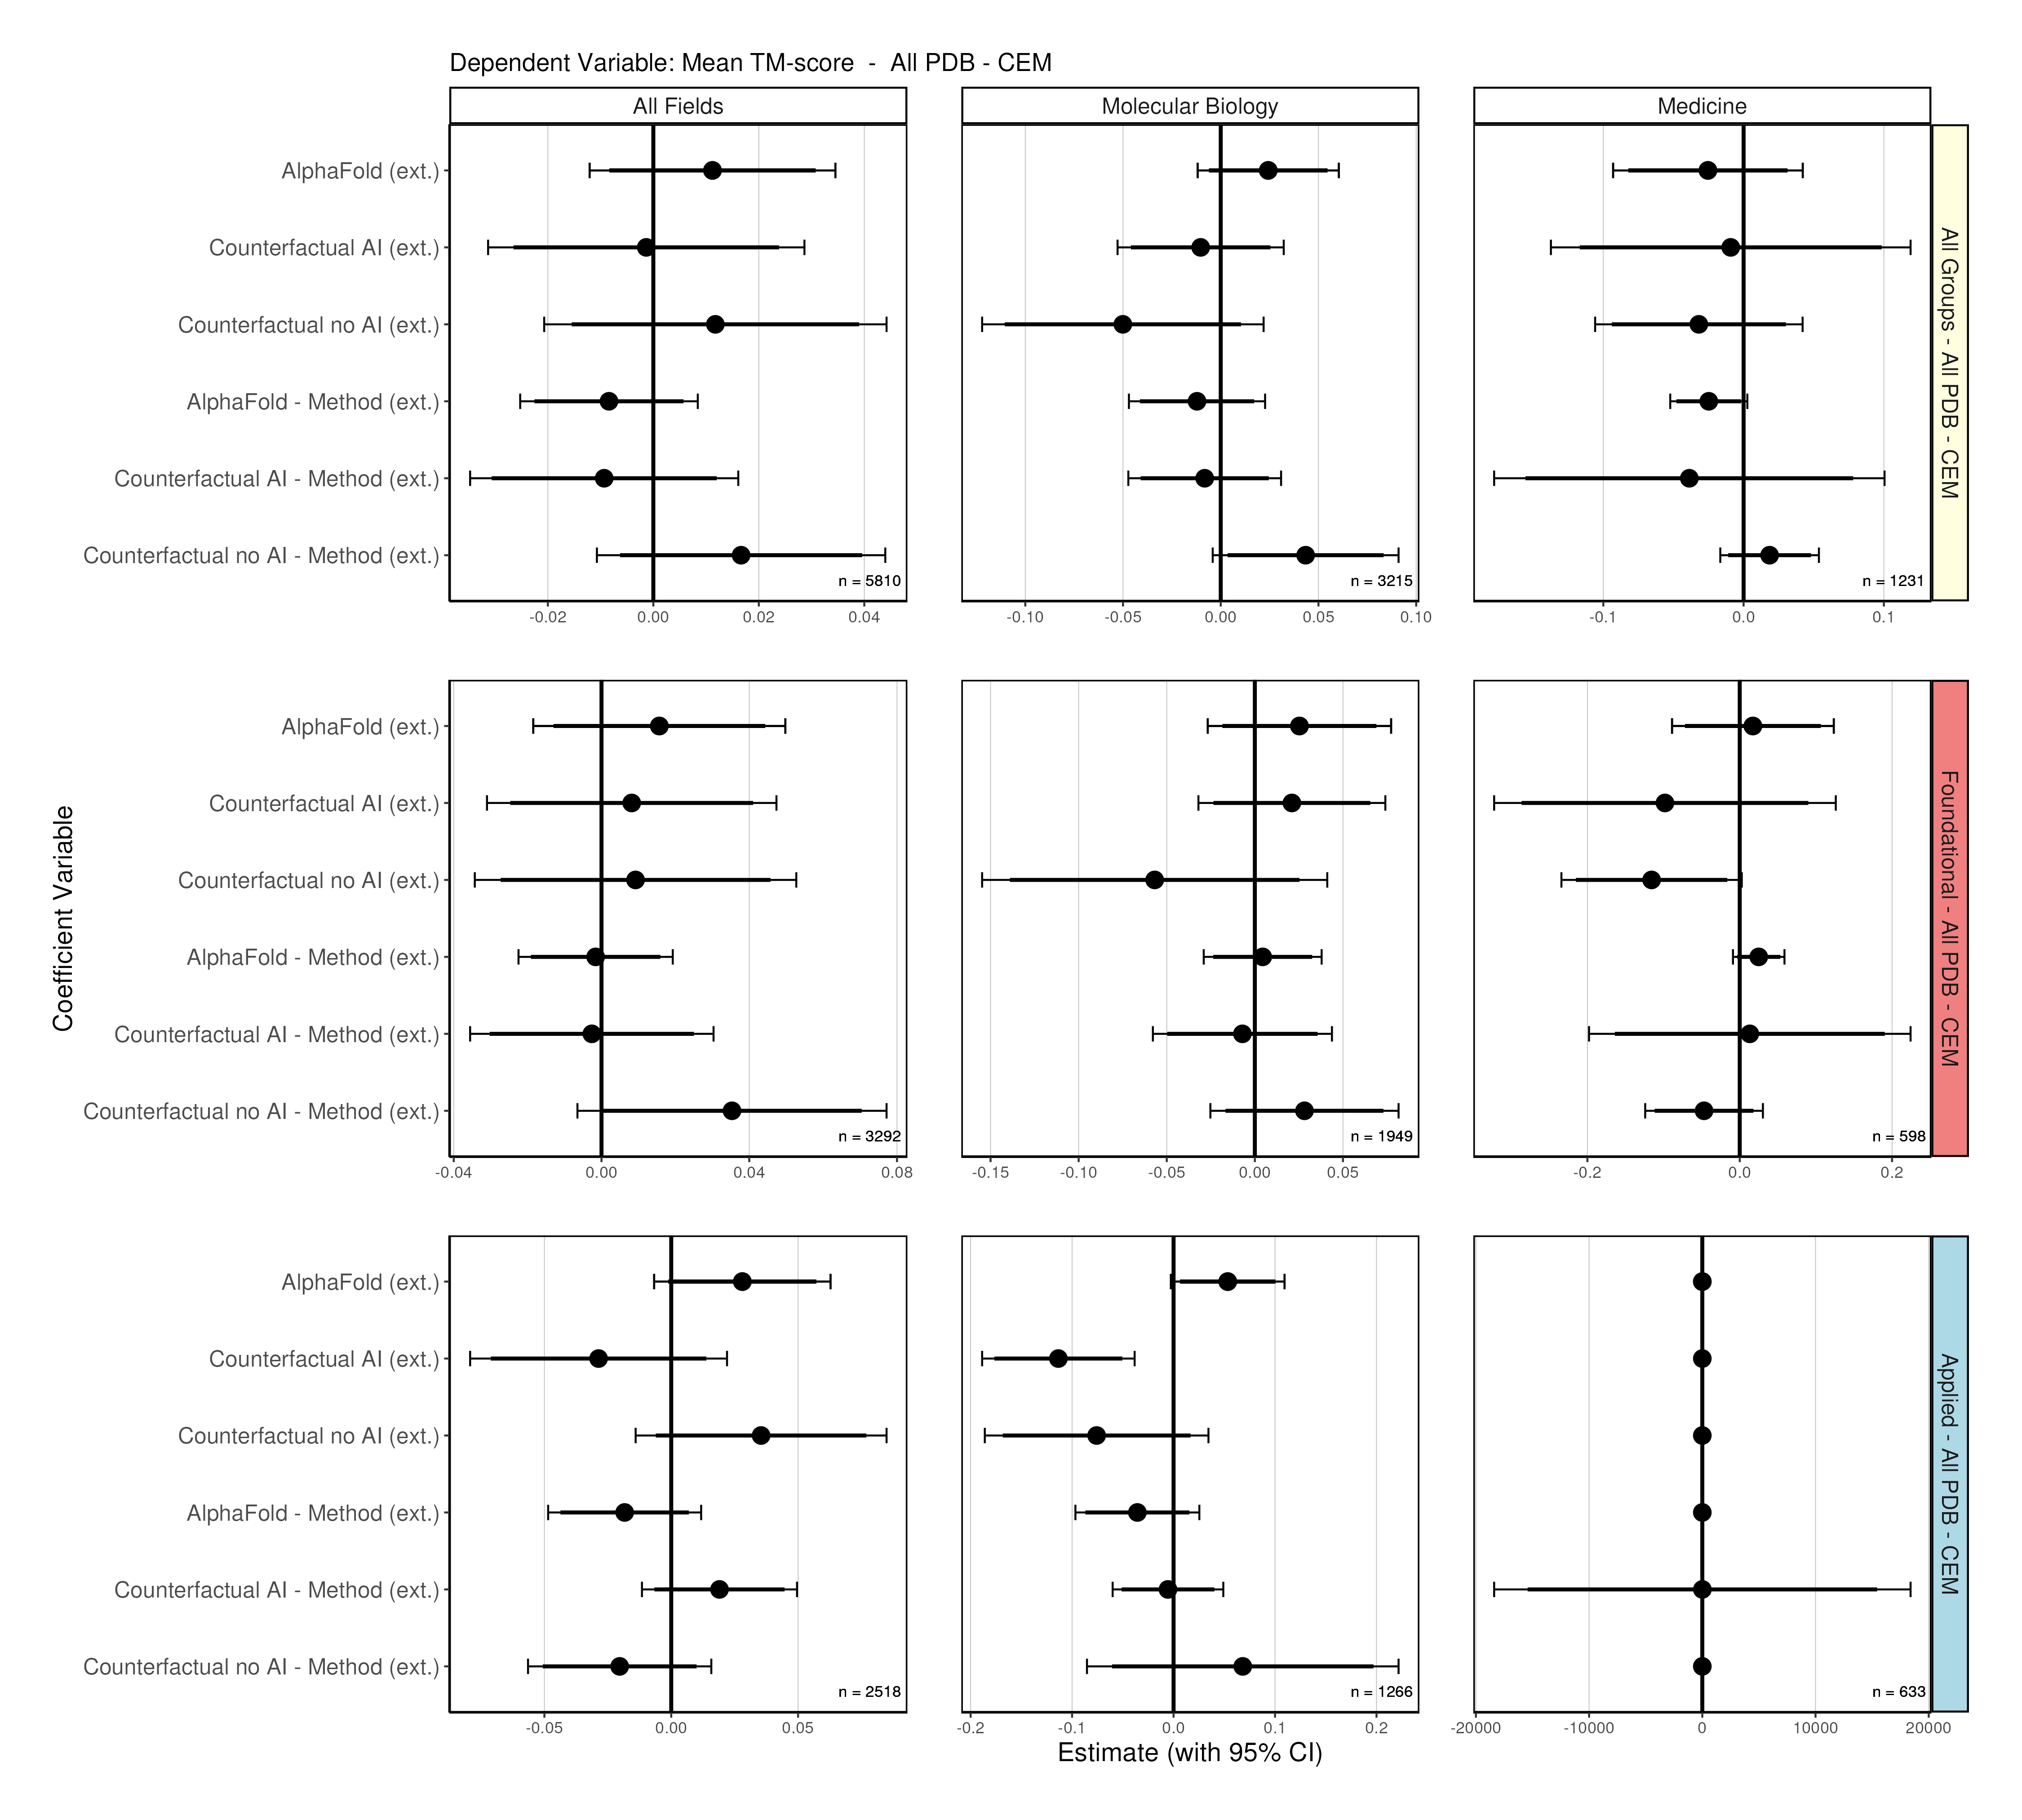 Dependent Variable: Mean TM-score - All PDB - CEM
All Fields
Molecular Biology
Medicine
AlphaFold (ext.)
Counterfactual AI (ext.)
Counterfactual no AI (ext.)
AlphaFold - Method (ext.)
Counterfactual AI - Method (ext.)
Counterfactual no AI - Method (ext.)
n = 5810
n = 3215
n = 1231
-0.02 0.00 0.02 0.04
-0.10 -0.05 0.00 0.05 0.10
-0.1 0.0 0.1
All Groups - All PDB - CEM
Coefficient Variable
AlphaFold (ext.)
Counterfactual AI (ext.)
Counterfactual no AI (ext.)
AlphaFold - Method (ext.)
Counterfactual AI - Method (ext.)
Counterfactual no AI - Method (ext.)
n = 3292
n = 1949
n = 598
-0.04 0.00 0.04 0.08
-0.15 -0.10 -0.05 0.00 0.05
-0.2 0.0 0.2
Foundational - All PDB - CEM
AlphaFold (ext.)
Counterfactual AI (ext.)
Counterfactual no AI (ext.)
AlphaFold - Method (ext.)
Counterfactual AI - Method (ext.)
Counterfactual no AI - Method (ext.)
n = 2518
n = 1266
n = 633
-0.05 0.00 0.05
-0.2 -0.1 0.0 0.1 0.2
-20000 -10000 0 10000 20000
Applied - All PDB - CEM
Estimate (with 95% CI)